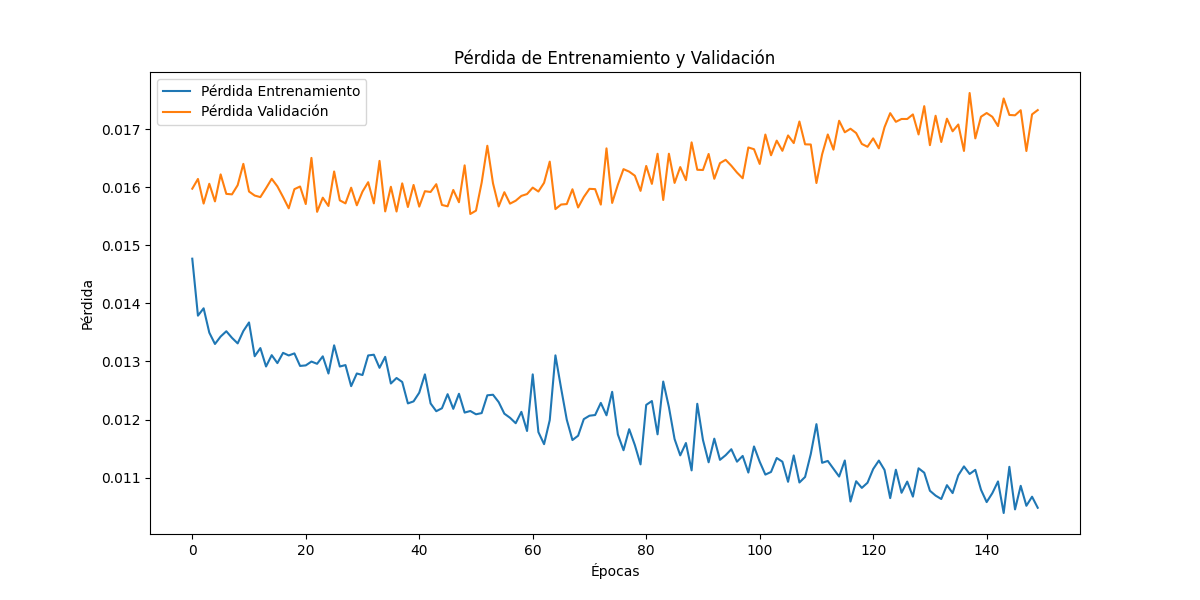 Pérdida de Entrenamiento y Validación
Pérdida Entrenamiento
Pérdida Validación
0.017
0.016
0.015
0.014
0.013
0.012
0.011
Pérdida
0 20 40 60 80 100 120 140
Épocas